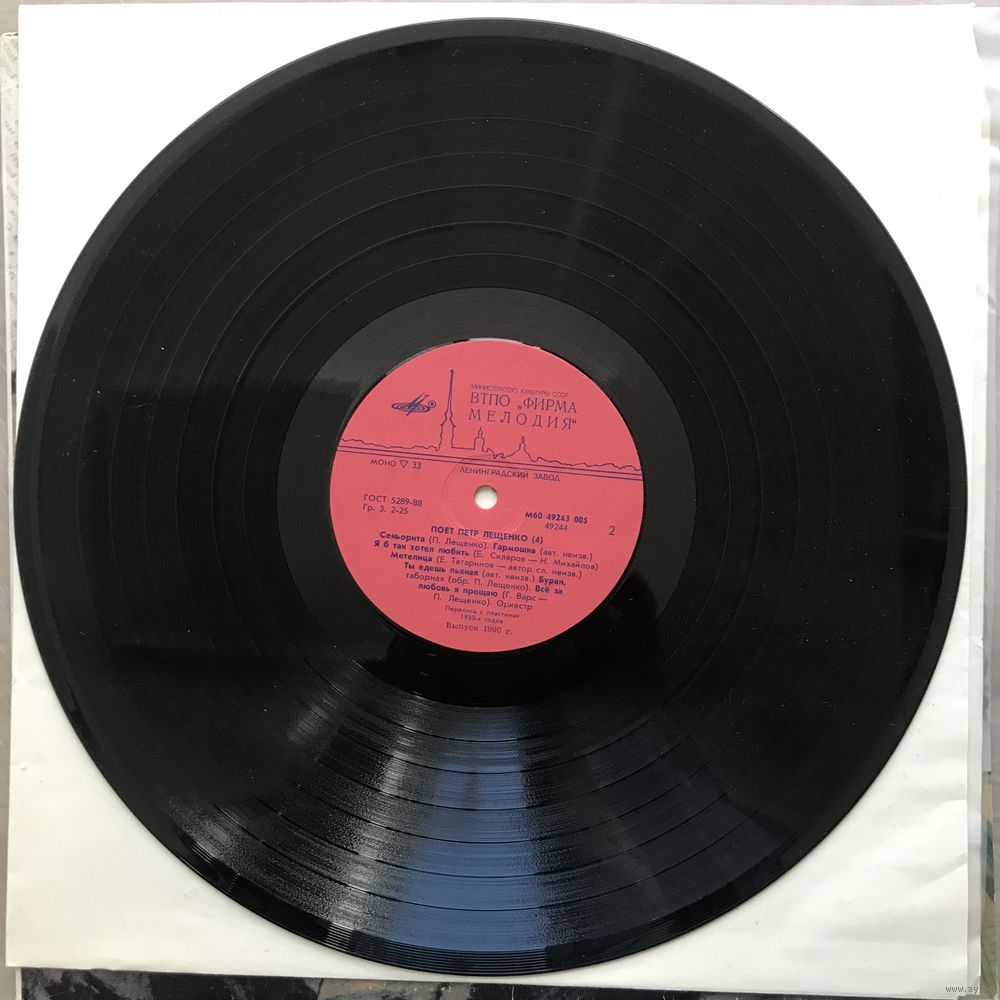 МИНИСТЕРСТВО КУЛЬТУРЫ СССР
ВТПО „ФИРМА
МЕЛОДИЯ“
МОНО ▽ 33
ЛЕНИНГРАДСКИЙ ЗАВОД
ГОСТ 5289-88
Гр. 3. 2-25
М60 49243 005
49244
2
ПОЕТ ПЕТР ЛЕЩЕНКО (4)
Сеньорита (П. Лещенко). Гармошка (авт. неизв.)
Я б так хотел любить (Е. Скляров — Н. Михайлов)
Метелица (Е. Татаринов — автор сл. неизв.)
Ты едешь пьяная (авт. неизв.) Буран,
таборная (обр. П. Лещенко). Всё за
любовь я прощаю (Г. Варс —
П. Лещенко). Оркестр
Перепись с пластинок
1930-х годов
Выпуск 1990 г.
www.ay